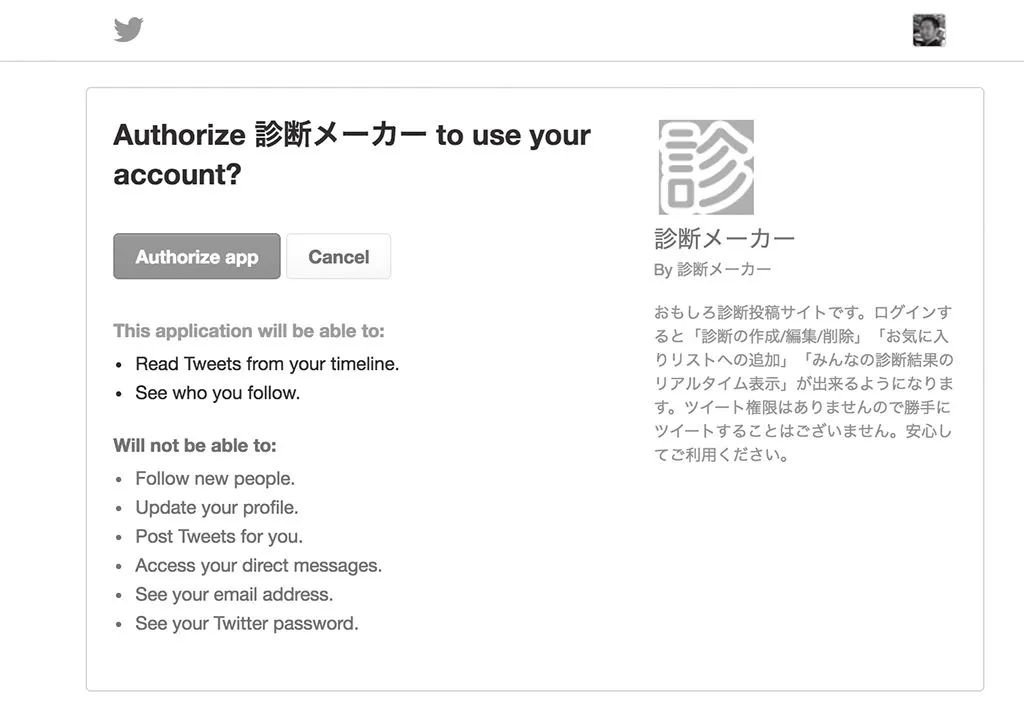 Authorize 診断メーカー to use your
account?
Authorize app
Cancel
This application will be able to:
• Read Tweets from your timeline.
• See who you follow.
Will not be able to:
• Follow new people.
• Update your profile.
• Post Tweets for you.
• Access your direct messages.
• See your email address.
• See your Twitter password.
診
診断メーカー
By 診断メーカー
おもしろ診断投稿サイトです。ログインす
ると「診断の作成/編集/削除」「お気に入
りリストへの追加」「みんなの診断結果の
リアルタイム表示」が出来るようになりま
す。ツイート権限はありませんので勝手に
ツイートすることはございません。安心し
てご利用ください。